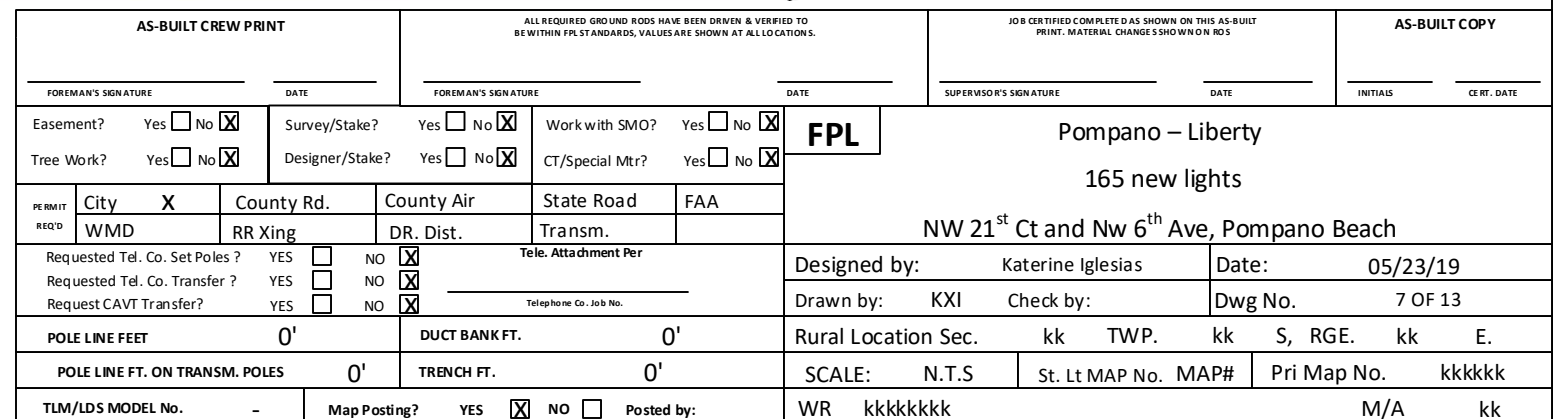 AS-BUILT CREW PRINT
FOREMAN'S SIGNATURE DATE
ALL REQUIRED GROUND RODS HAVE BEEN DRIVEN & VERIFIED TO
BE WITHIN FPL STANDARDS, VALUES ARE SHOWN AT ALL LOCATIONS.
FOREMAN'S SIGNATURE DATE
JOB CERTIFIED COMPLETED AS SHOWN ON THIS AS-BUILT
PRINT. MATERIAL CHANGES SHOWN ON ROS
SUPERVISOR'S SIGNATURE DATE
AS-BUILT COPY
INITIALS CERT. DATE
Easement? Yes No X
Tree Work? Yes No X
Survey/Stake? Yes No X
Designer/Stake? Yes No X
Work with SMO? Yes No X
CT/Special Mtr? Yes No X
FPL
Pompano – Liberty
165 new lights
NW 21st Ct and Nw 6th Ave, Pompano Beach
PERMIT
REQ'D
City X County Rd. County Air State Road FAA
WMD RR Xing DR. Dist. Transm.
Requested Tel. Co. Set Poles ? YES NO X
Requested Tel. Co. Transfer ? YES NO X
Request CAVT Transfer? YES NO X
Tele. Attachment Per
Telephone Co. Job No.
Designed by: Katerine Iglesias Date: 05/23/19
Drawn by: KXI Check by: Dwg No. 7 OF 13
POLE LINE FEET 0' DUCT BANK FT. 0'
Rural Location Sec. kk TWP. kk S, RGE. kk E.
POLE LINE FT. ON TRANSM. POLES 0' TRENCH FT. 0'
SCALE: N.T.S St. Lt MAP No. MAP# Pri Map No. kkkkkk
TLM/LDS MODEL No. - Map Posting? YES X NO Posted by:
WR kkkkkkkk M/A kk